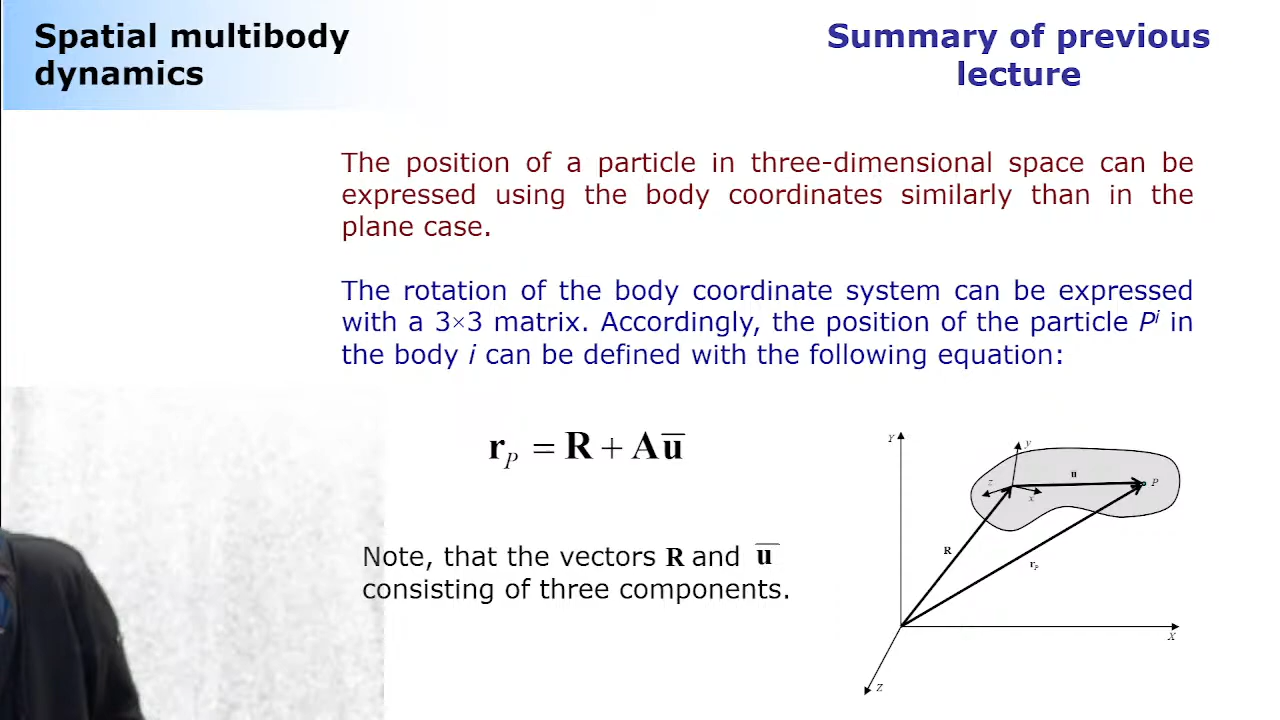 Spatial multibody
dynamics
Summary of previous
lecture
The position of a particle in three-dimensional space can be
expressed using the body coordinates similarly than in the
plane case.
The rotation of the body coordinate system can be expressed
with a 3×3 matrix. Accordingly, the position of the particle Pⁱ in
the body i can be defined with the following equation:
r_P = R + Aū
Note, that the vectors R and ū
consisting of three components.
Y
y
z
x
u
P
R
r_P
X
Z